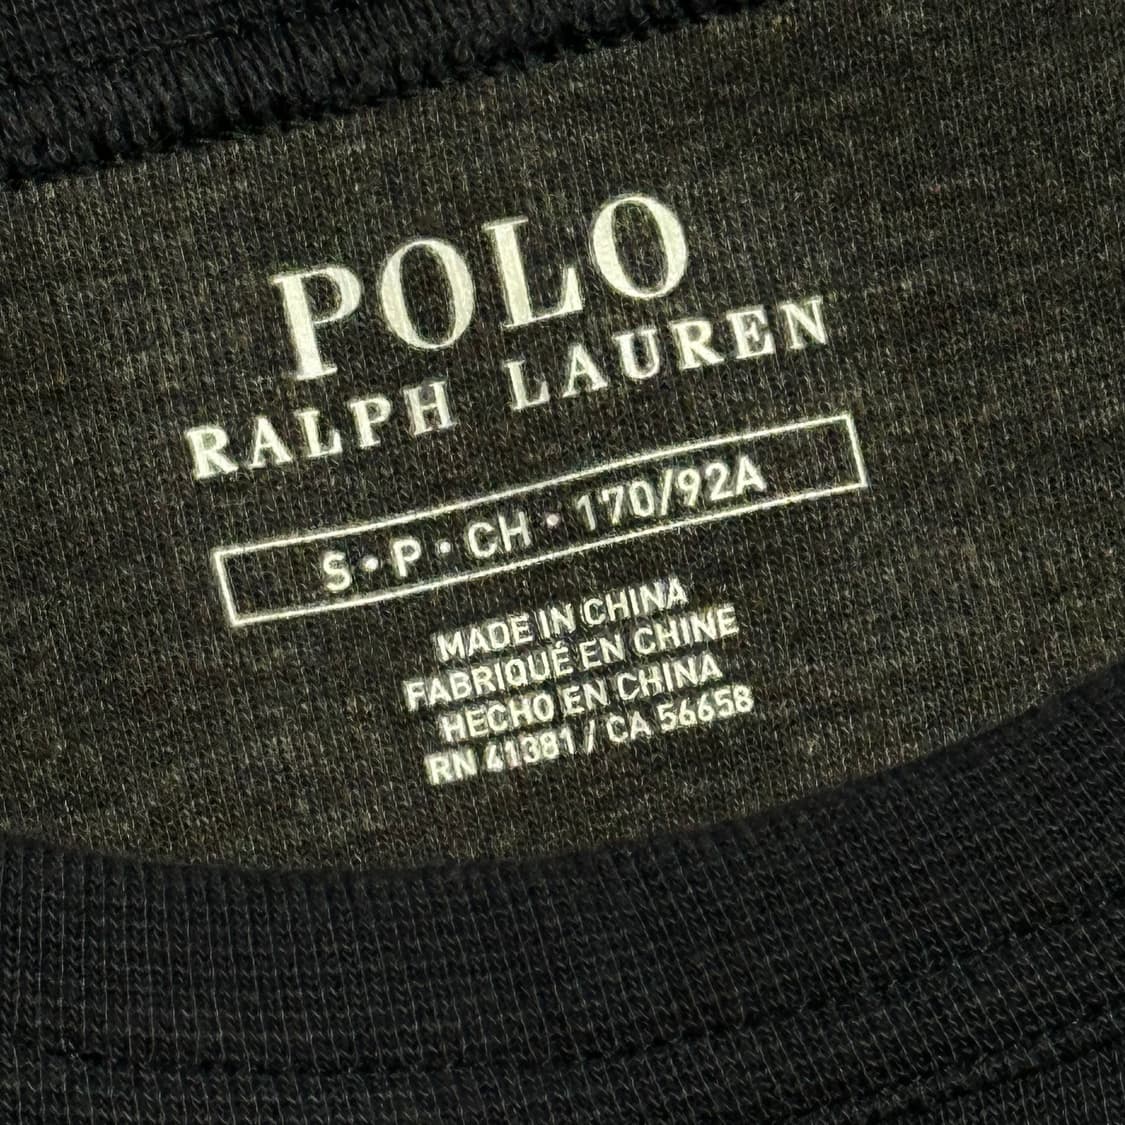 POLO
RALPH LAUREN
S • P • CH • 170/92A
MADE IN CHINA
FABRIQUÉ EN CHINE
HECHO EN CHINA
RN 41381 / CA 56658